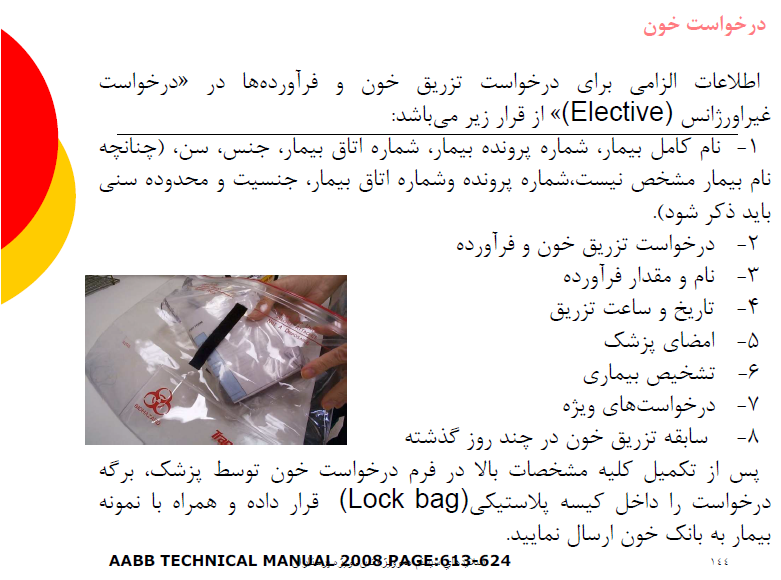 درخواست خون
اطلاعات الزامی برای درخواست تزریق خون و فرآورده‌ها در «درخواست
غیراورژانس (Elective)» از قرار زیر می‌باشد:
۱- نام کامل بیمار، شماره پرونده بیمار، شماره اتاق بیمار، جنس، سن، (چنانچه
نام بیمار مشخص نیست،شماره پرونده وشماره اتاق بیمار، جنسیت و محدوده سنی
باید ذکر شود).
۲- درخواست تزریق خون و فرآورده
۳- نام و مقدار فرآورده
۴- تاریخ و ساعت تزریق
۵- امضای پزشک
۶- تشخیص بیماری
۷- درخواست‌های ویژه
۸- سابقه تزریق خون در چند روز گذشته
پس از تکمیل کلیه مشخصات بالا در فرم درخواست خون توسط پزشک، برگه
درخواست را داخل کیسه پلاستیکی(Lock bag) قرار داده و همراه با نمونه
بیمار به بانک خون ارسال نمایید.
AABB TECHNICAL MANUAL 2008 PAGE:613-624
١٤٤